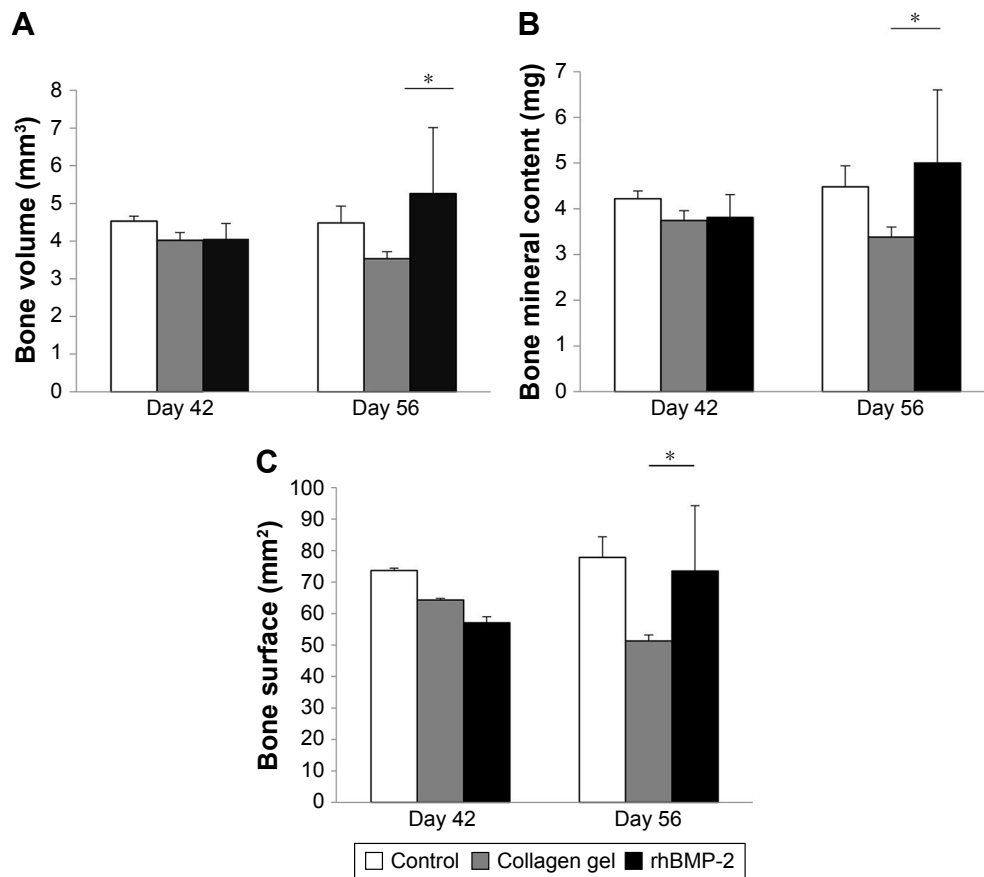 A
Bone volume (mm³)
8
7
6
5
4
3
2
1
0
*
Day 42
Day 56
B
Bone mineral content (mg)
7
6
5
4
3
2
1
0
*
Day 42
Day 56
C
Bone surface (mm²)
100
90
80
70
60
50
40
30
20
10
0
*
Day 42
Day 56
Control
Collagen gel
rhBMP-2